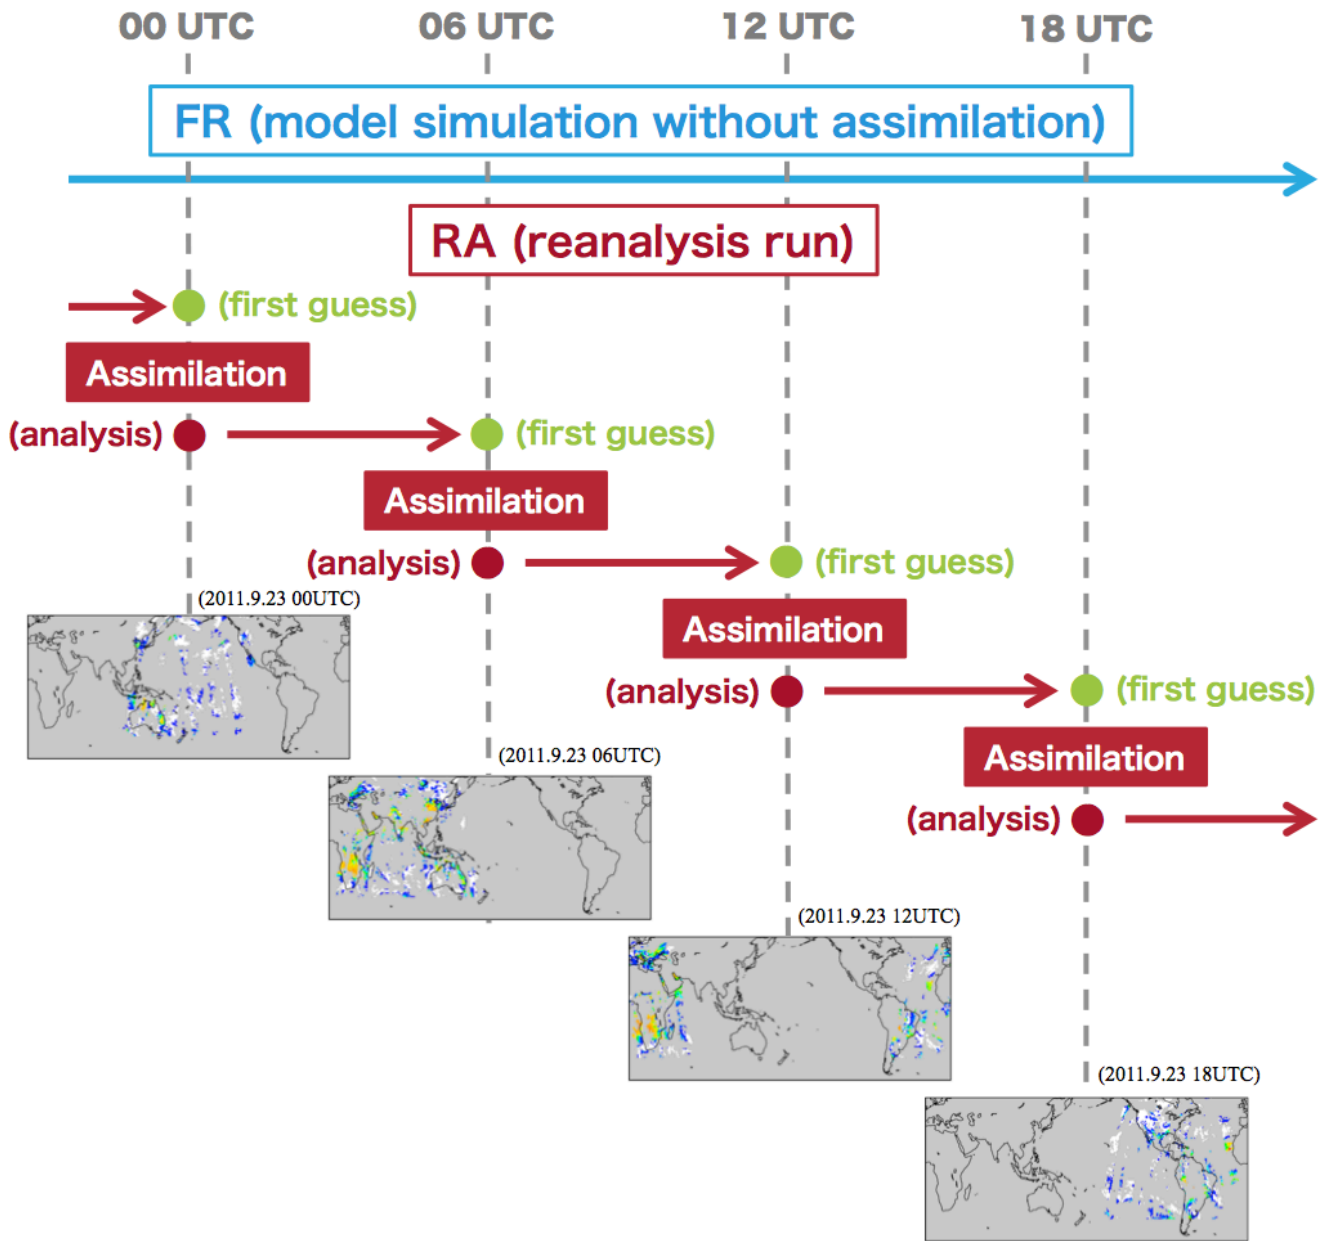 00 UTC
06 UTC
12 UTC
18 UTC
FR (model simulation without assimilation)
RA (reanalysis run)
(first guess)
Assimilation
(analysis)
(first guess)
Assimilation
(analysis)
(first guess)
(2011.9.23 00UTC)
Assimilation
(analysis)
(first guess)
(2011.9.23 06UTC)
Assimilation
(analysis)
(2011.9.23 12UTC)
(2011.9.23 18UTC)